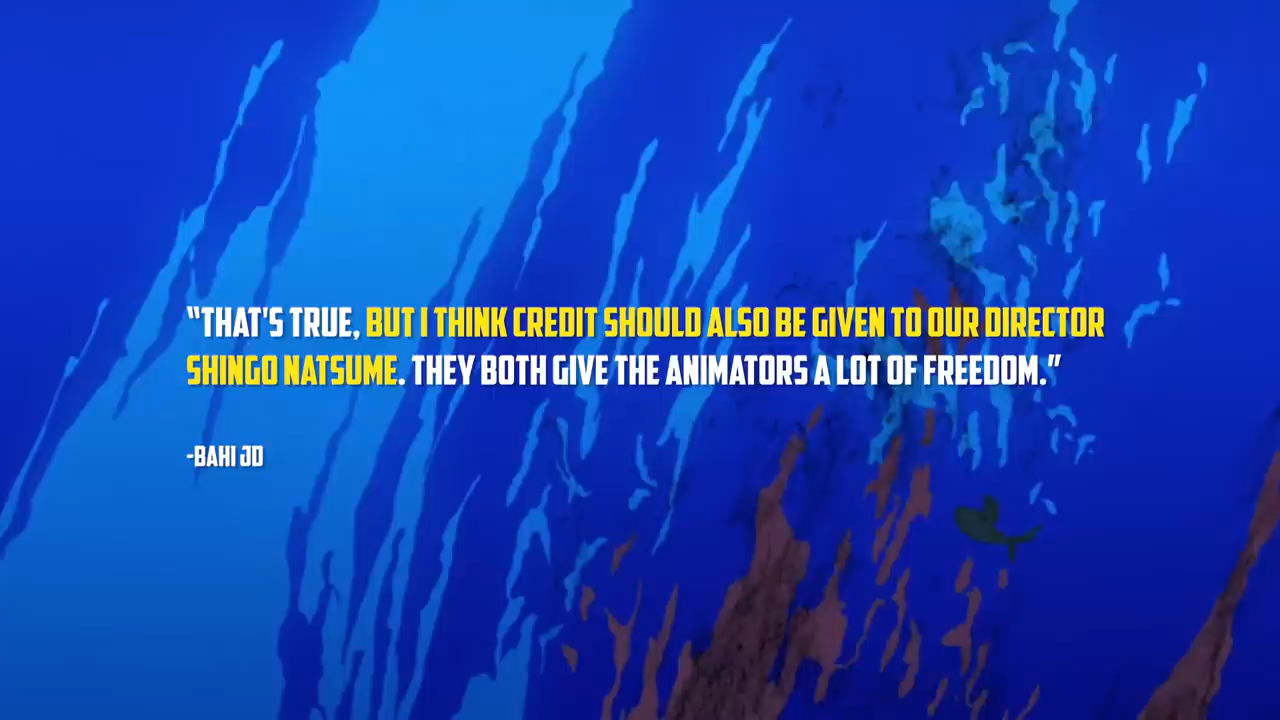 “THAT'S TRUE, BUT I THINK CREDIT SHOULD ALSO BE GIVEN TO OUR DIRECTOR
SHINGO NATSUME. THEY BOTH GIVE THE ANIMATORS A LOT OF FREEDOM.”
-BAHI JD